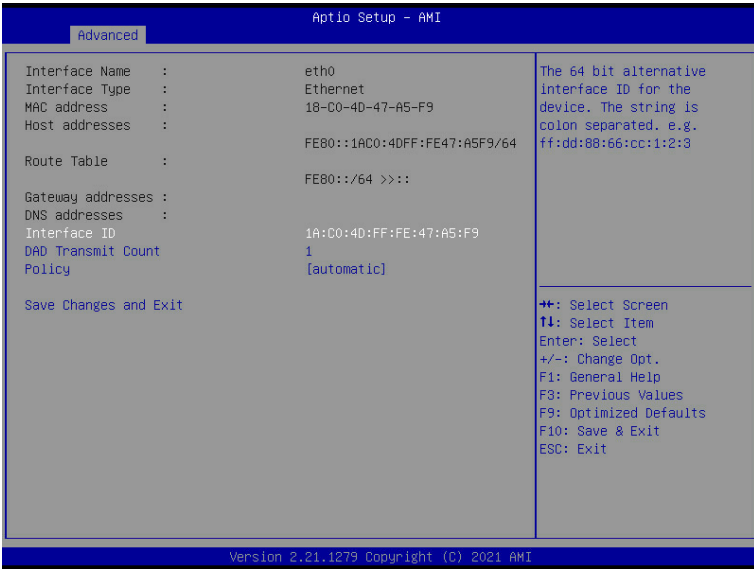 Aptio Setup – AMI
Advanced
Interface Name :    eth0
Interface Type :    Ethernet
MAC address :    18-C0-4D-47-A5-F9
Host addresses :
FE80::1AC0:4DFF:FE47:A5F9/64
Route Table :
FE80::/64 >>::
Gateway addresses :
DNS addresses :
Interface ID    1A:C0:4D:FF:FE:47:A5:F9
DAD Transmit Count    1
Policy    [automatic]
Save Changes and Exit
The 64 bit alternative
interface ID for the
device. The string is
colon separated. e.g.
ff:dd:88:66:cc:1:2:3
→←: Select Screen
↑↓: Select Item
Enter: Select
+/-: Change Opt.
F1: General Help
F3: Previous Values
F9: Optimized Defaults
F10: Save & Exit
ESC: Exit
Version 2.21.1279 Copyright (C) 2021 AMI